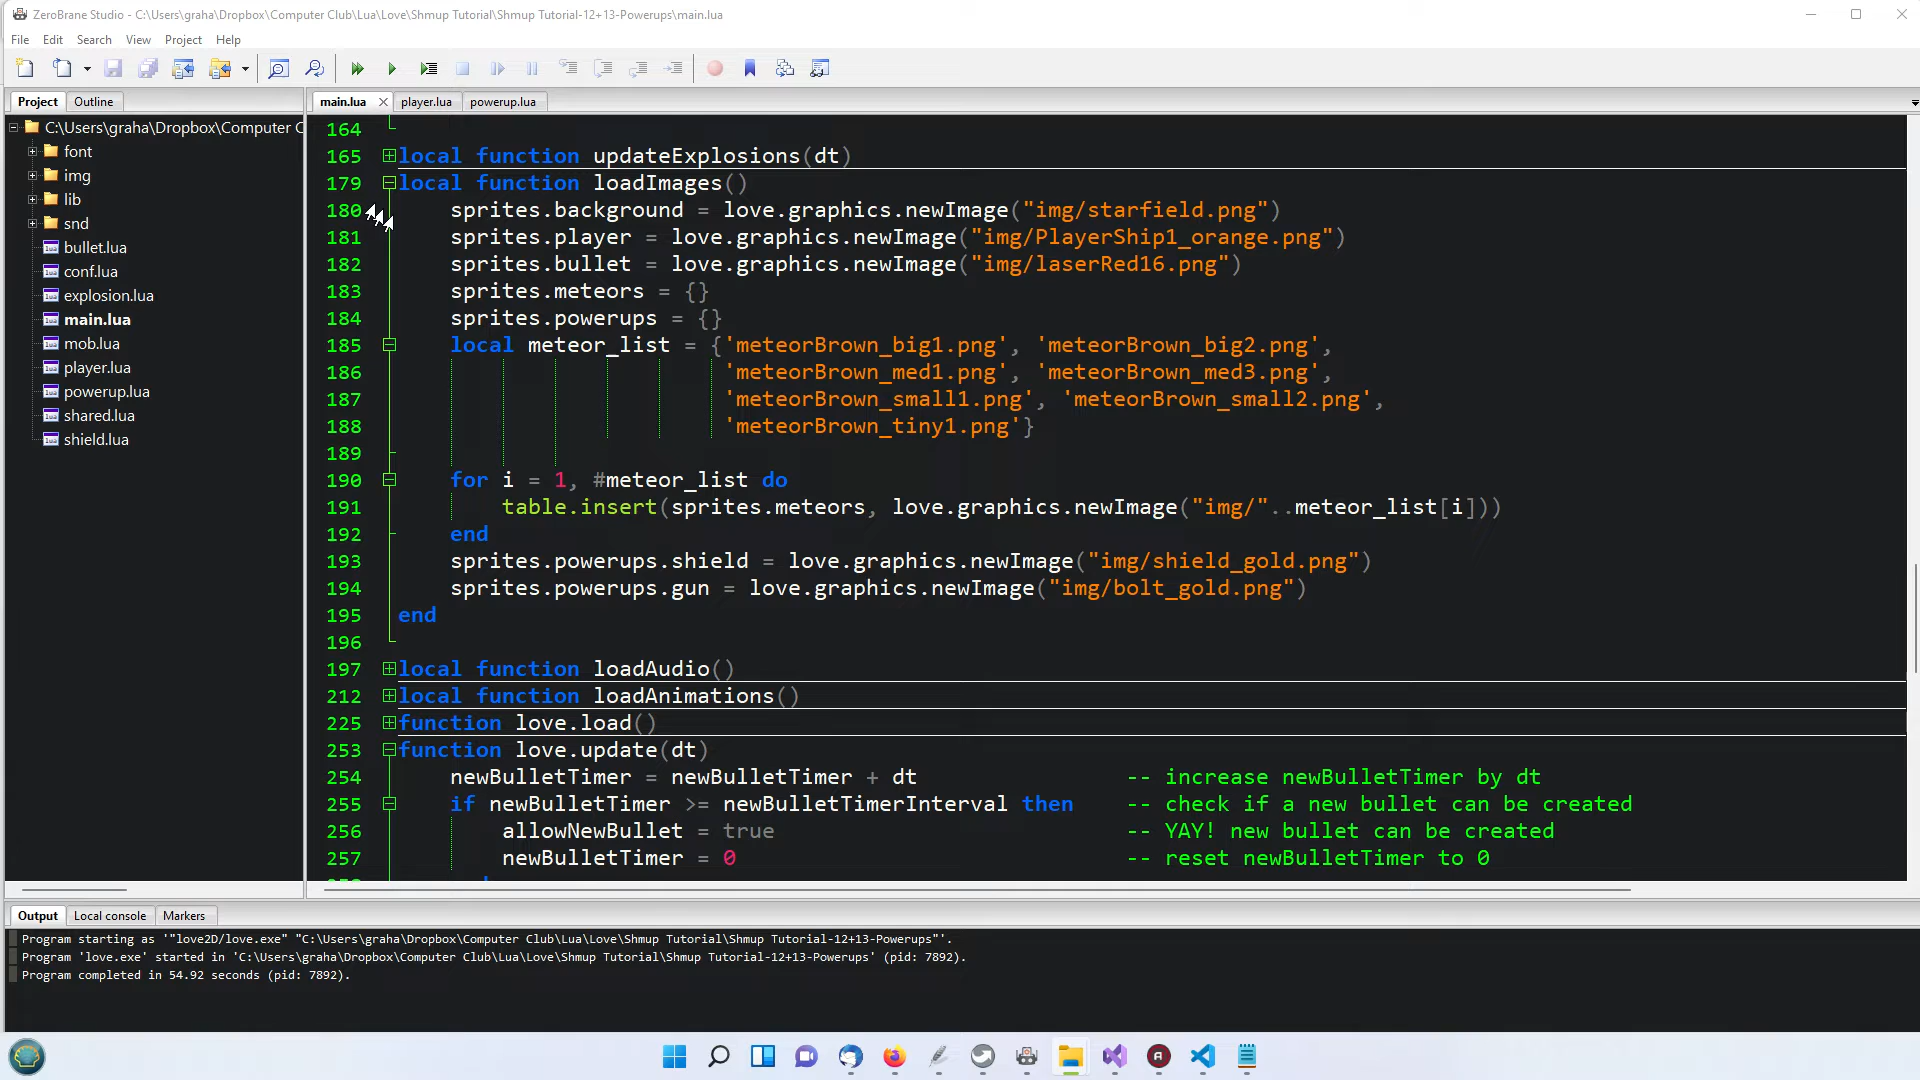 ZeroBrane Studio - C:\Users\graha\Dropbox\Computer Club\Lua\Love\Shmup Tutorial\Shmup Tutorial-12+13-Powerups\main.lua
File Edit Search View Project Help
Project Outline
main.lua player.lua powerup.lua
C:\Users\graha\Dropbox\Computer C
font
img
lib
snd
bullet.lua
conf.lua
explosion.lua
main.lua
mob.lua
player.lua
powerup.lua
shared.lua
shield.lua
164
165 local function updateExplosions(dt)
179 local function loadImages()
180 sprites.background = love.graphics.newImage("img/starfield.png")
181 sprites.player = love.graphics.newImage("img/PlayerShip1_orange.png")
182 sprites.bullet = love.graphics.newImage("img/laserRed16.png")
183 sprites.meteors = {}
184 sprites.powerups = {}
185 local meteor_list = {'meteorBrown_big1.png', 'meteorBrown_big2.png',
186 'meteorBrown_med1.png', 'meteorBrown_med3.png',
187 'meteorBrown_small1.png', 'meteorBrown_small2.png',
188 'meteorBrown_tiny1.png'}
189
190 for i = 1, #meteor_list do
191 table.insert(sprites.meteors, love.graphics.newImage("img/"..meteor_list[i]))
192 end
193 sprites.powerups.shield = love.graphics.newImage("img/shield_gold.png")
194 sprites.powerups.gun = love.graphics.newImage("img/bolt_gold.png")
195 end
196
197 local function loadAudio()
212 local function loadAnimations()
225 function love.load()
253 function love.update(dt)
254 newBulletTimer = newBulletTimer + dt -- increase newBulletTimer by dt
255 if newBulletTimer >= newBulletTimerInterval then -- check if a new bullet can be created
256 allowNewBullet = true -- YAY! new bullet can be created
257 newBulletTimer = 0 -- reset newBulletTimer to 0
Output Local console Markers
Program starting as '"love2D/love.exe" "C:\Users\graha\Dropbox\Computer Club\Lua\Love\Shmup Tutorial\Shmup Tutorial-12+13-Powerups"'.
Program 'love.exe' started in 'C:\Users\graha\Dropbox\Computer Club\Lua\Love\Shmup Tutorial\Shmup Tutorial-12+13-Powerups' (pid: 7892).
Program completed in 54.92 seconds (pid: 7892).